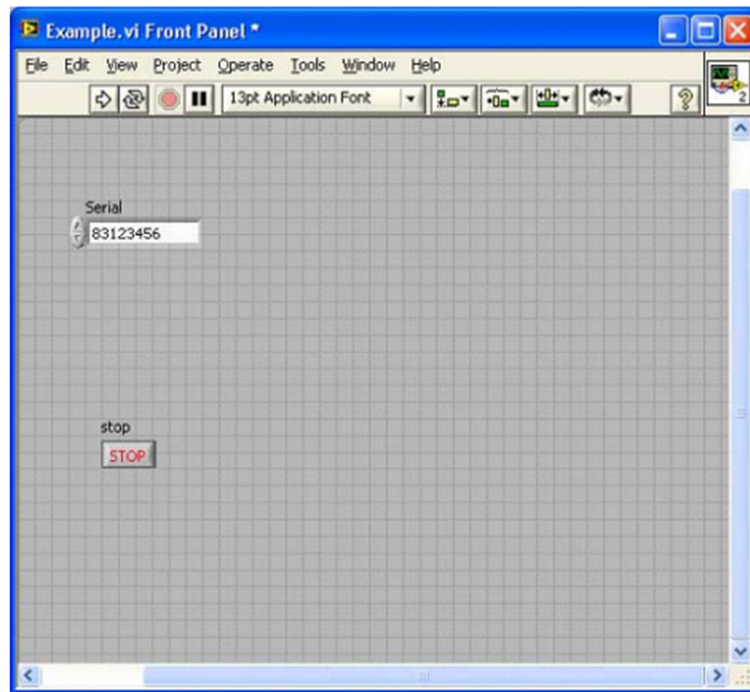 Example.vi Front Panel *
File Edit View Project Operate Tools Window Help
13pt Application Font
2
Serial
83123456
stop
STOP